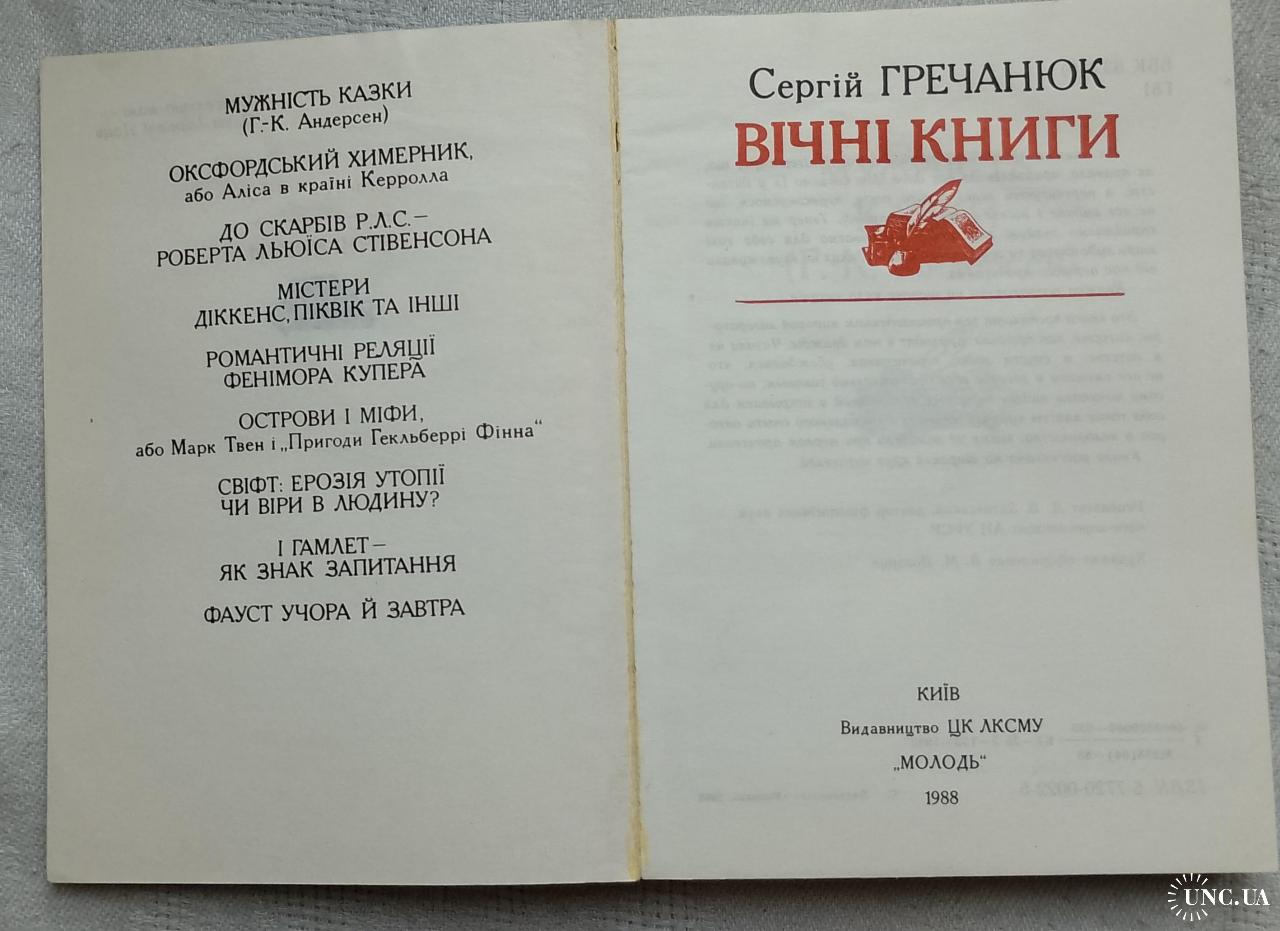 МУЖНІСТЬ КАЗКИ
(Г.-К. Андерсен)
ОКСФОРДСЬКИЙ ХИМЕРНИК,
або Аліса в країні Керролла
ДО СКАРБІВ Р.Л.С.—
РОБЕРТА ЛЬЮЇСА СТІВЕНСОНА
МІСТЕРИ
ДІККЕНС, ПІКВІК ТА ІНШІ
РОМАНТИЧНІ РЕЛЯЦІЇ
ФЕНІМОРА КУПЕРА
ОСТРОВИ І МІФИ,
або Марк Твен і „Пригоди Гекльберрі Фінна“
СВІФТ: ЕРОЗІЯ УТОПІЇ
ЧИ ВІРИ В ЛЮДИНУ?
І ГАМЛЕТ—
ЯК ЗНАК ЗАПИТАННЯ
ФАУСТ УЧОРА Й ЗАВТРА
Сергій ГРЕЧАНЮК
ВІЧНІ КНИГИ
КИЇВ
Видавництво ЦК ЛКСМУ
„МОЛОДЬ“
1988
UNC.UA